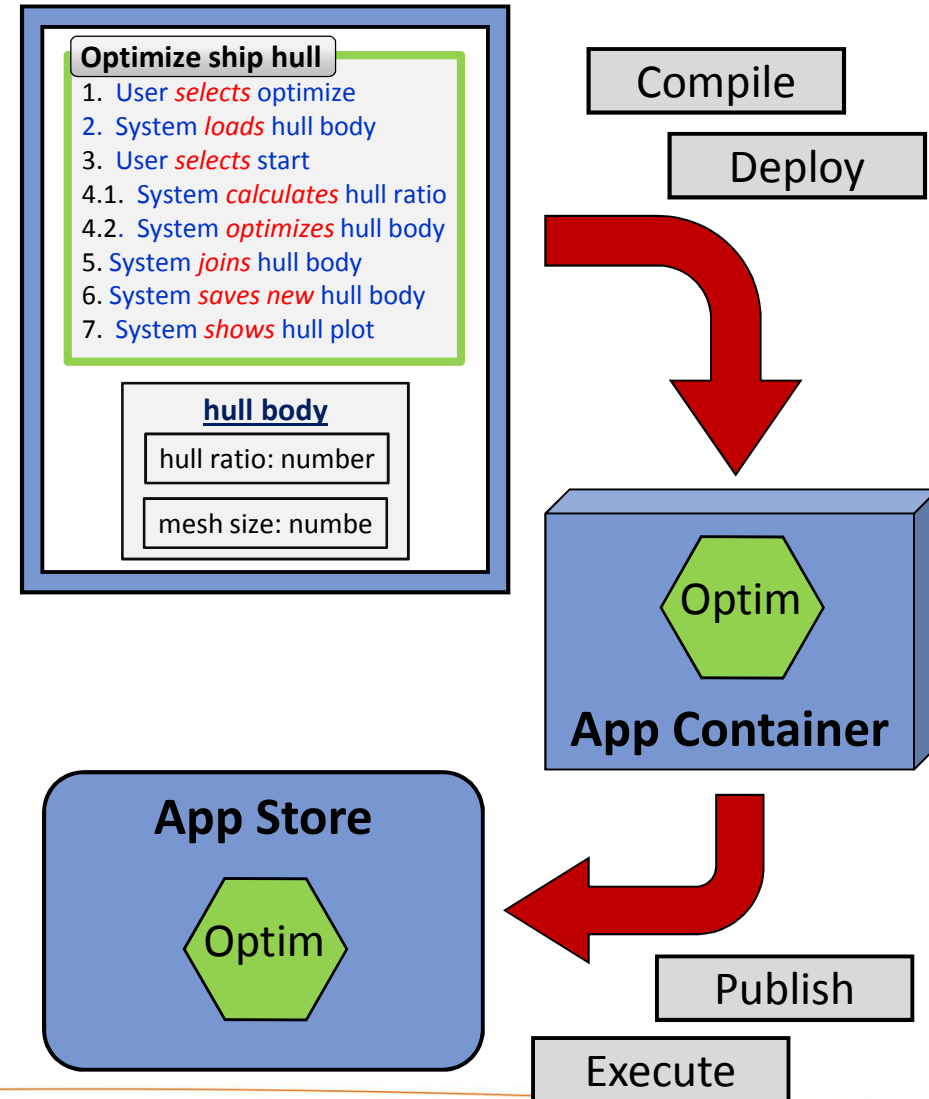 Optimize ship hull
1. User selects optimize
2. System loads hull body
3. User selects start
4.1. System calculates hull ratio
4.2. System optimizes hull body
5. System joins hull body
6. System saves new hull body
7. System shows hull plot
hull body
hull ratio: number
mesh size: numbe
Compile
Deploy
Optim
App Container
App Store
Optim
Publish
Execute